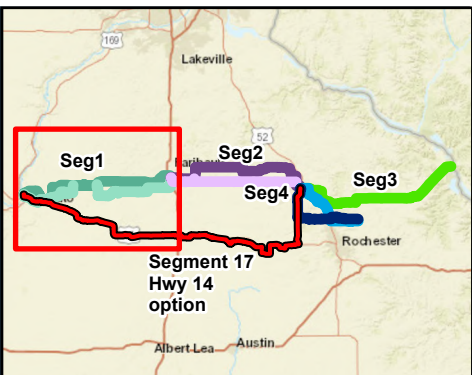 169
Lakeville
52
Seg1
Seg2
Seg4
Seg3
Rochester
Segment 17
Hwy 14
option
Albert Lea
Austin